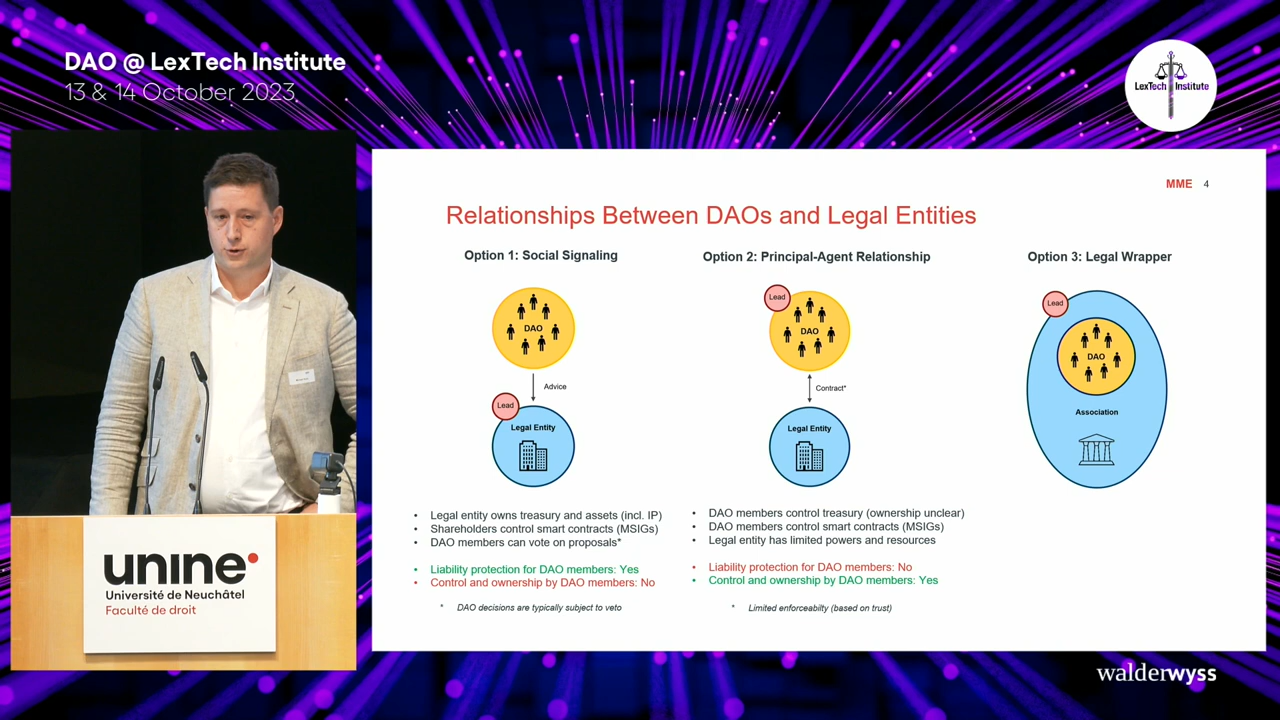 DAO @ LexTech Institute
13 & 14 October 2023
LexTech Institute
MME 4
Relationships Between DAOs and Legal Entities
Option 1: Social Signaling
DAO
Advice
Lead
Legal Entity
• Legal entity owns treasury and assets (incl. IP)
• Shareholders control smart contracts (MSIGs)
• DAO members can vote on proposals*
• Liability protection for DAO members: Yes
• Control and ownership by DAO members: No
* DAO decisions are typically subject to veto
Option 2: Principal-Agent Relationship
Lead
DAO
Contract*
Legal Entity
• DAO members control treasury (ownership unclear)
• DAO members control smart contracts (MSIGs)
• Legal entity has limited powers and resources
• Liability protection for DAO members: No
• Control and ownership by DAO members: Yes
* Limited enforceabilty (based on trust)
Option 3: Legal Wrapper
Lead
DAO
Association
unine
Université de Neuchâtel
Faculté de droit
walderwyss